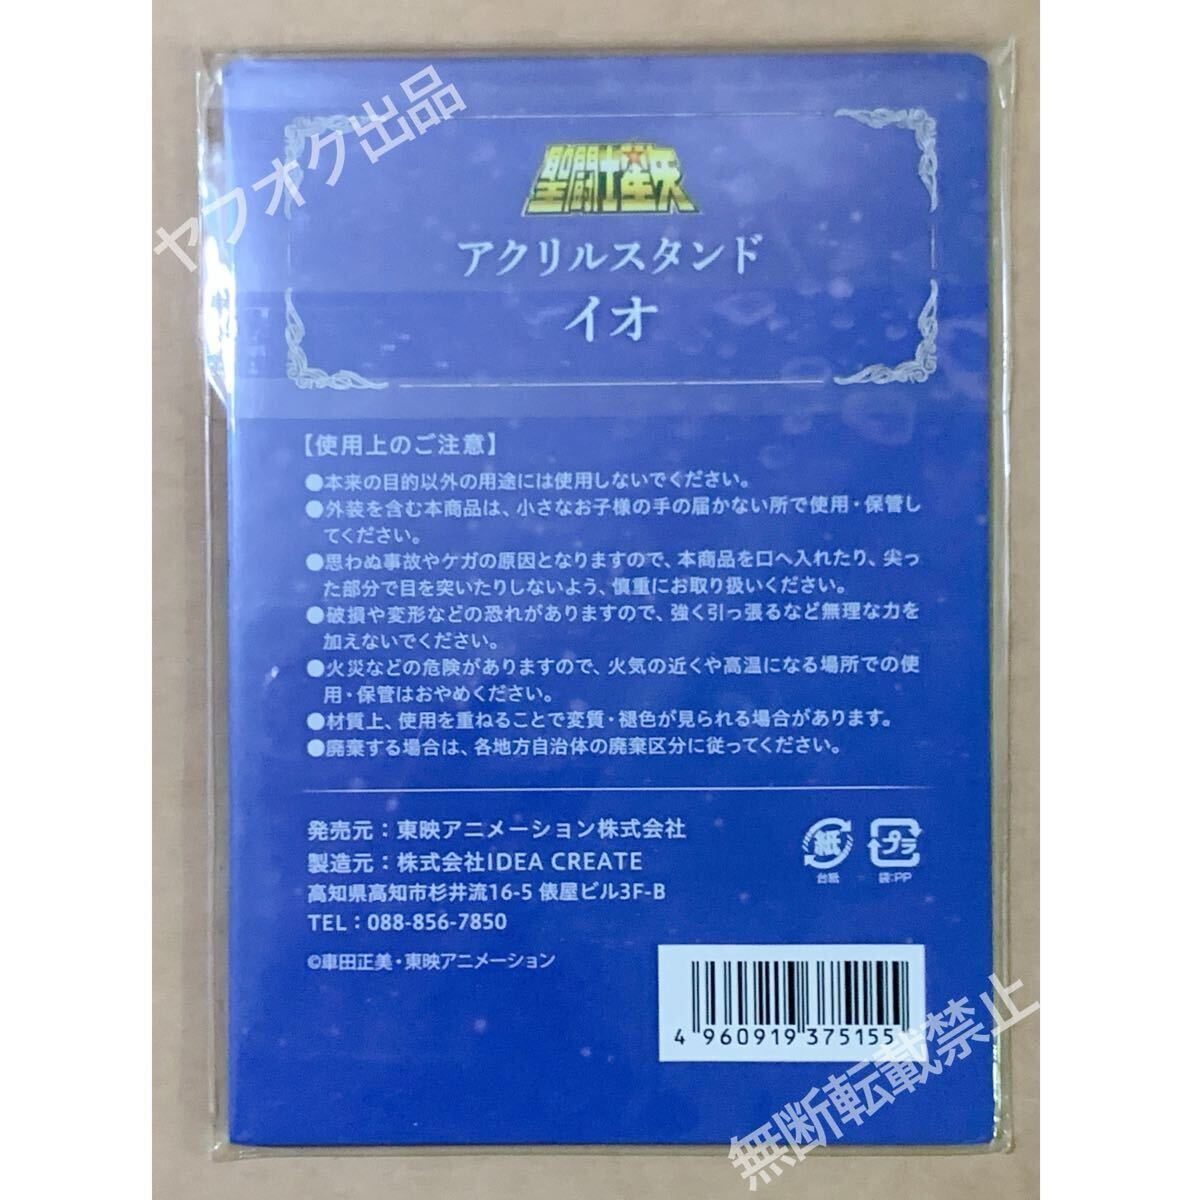 ヤフオク出品
聖闘士星矢
アクリルスタンド
イオ
【使用上のご注意】
●本来の目的以外の用途には使用しないでください。
●外装を含む本商品は、小さなお子様の手の届かない所で使用・保管し
てください。
●思わぬ事故やケガの原因となりますので、本商品を口へ入れたり、尖っ
た部分で目を突いたりしないよう、慎重にお取り扱いください。
●破損や変形などの恐れがありますので、強く引っ張るなど無理な力を
加えないでください。
●火災などの危険がありますので、火気の近くや高温になる場所での使
用・保管はおやめください。
●材質上、使用を重ねることで変質・褪色が見られる場合があります。
●廃棄する場合は、各地方自治体の廃棄区分に従ってください。
発売元：東映アニメーション株式会社
製造元：株式会社IDEA CREATE
高知県高知市杉井流16-5 俵屋ビル3F-B
TEL：088-856-7850
©車田正美・東映アニメーション
紙
台紙
プラ
袋:PP
4 960919 375155
無断転載禁止